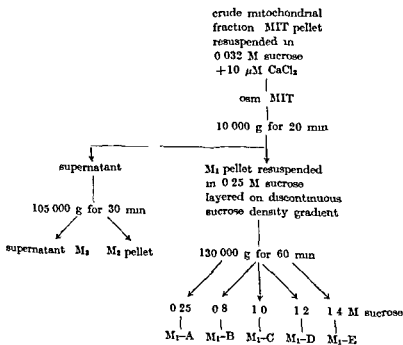 crude mitochondrial
fraction MIT pellet
resuspended in
0 032 M sucrose
+10 μM CaCl₂
osm MIT
10 000 g for 20 min
supernatant
M₁ pellet resuspended
in 0 25 M sucrose
layered on discontinuous
sucrose density gradient
105 000 g for 30 min
supernatant M₃ M₂ pellet
130 000 g for 60 min
0 25 0 8 1 0 1 2 1 4 M sucrose
M₁–A M₁–B M₁–C M₁–D M₁–E